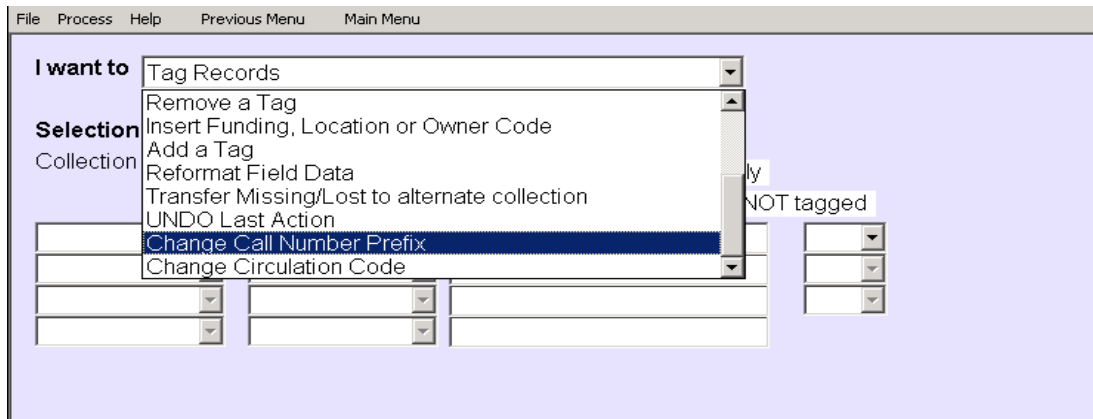 File Process Help Previous Menu Main Menu
I want to Tag Records
Remove a Tag
Selection Insert Funding, Location or Owner Code
Add a Tag
Collection
Reformat Field Data
ly
Transfer Missing/Lost to alternate collection
NOT tagged
UNDO Last Action
Change Call Number Prefix
Change Circulation Code